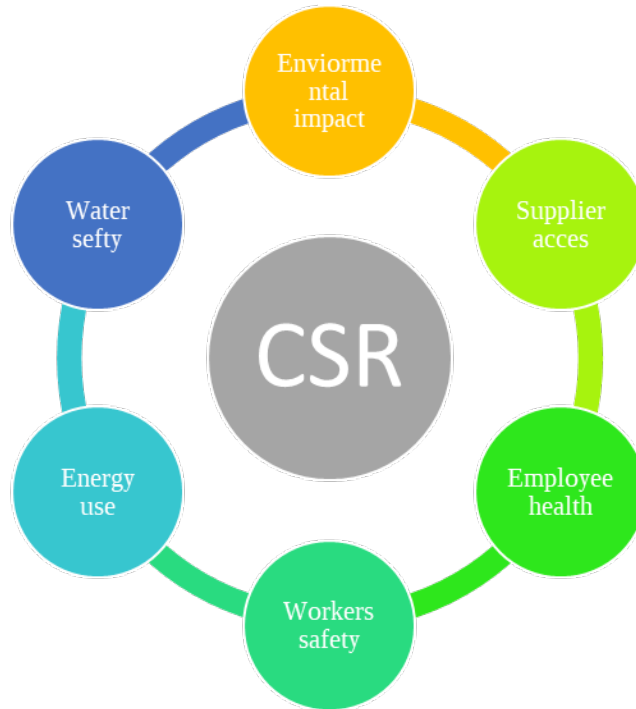 Enviorme
ntal
impact
Supplier
acces
Employee
health
Workers
safety
Energy
use
Water
sefty
CSR